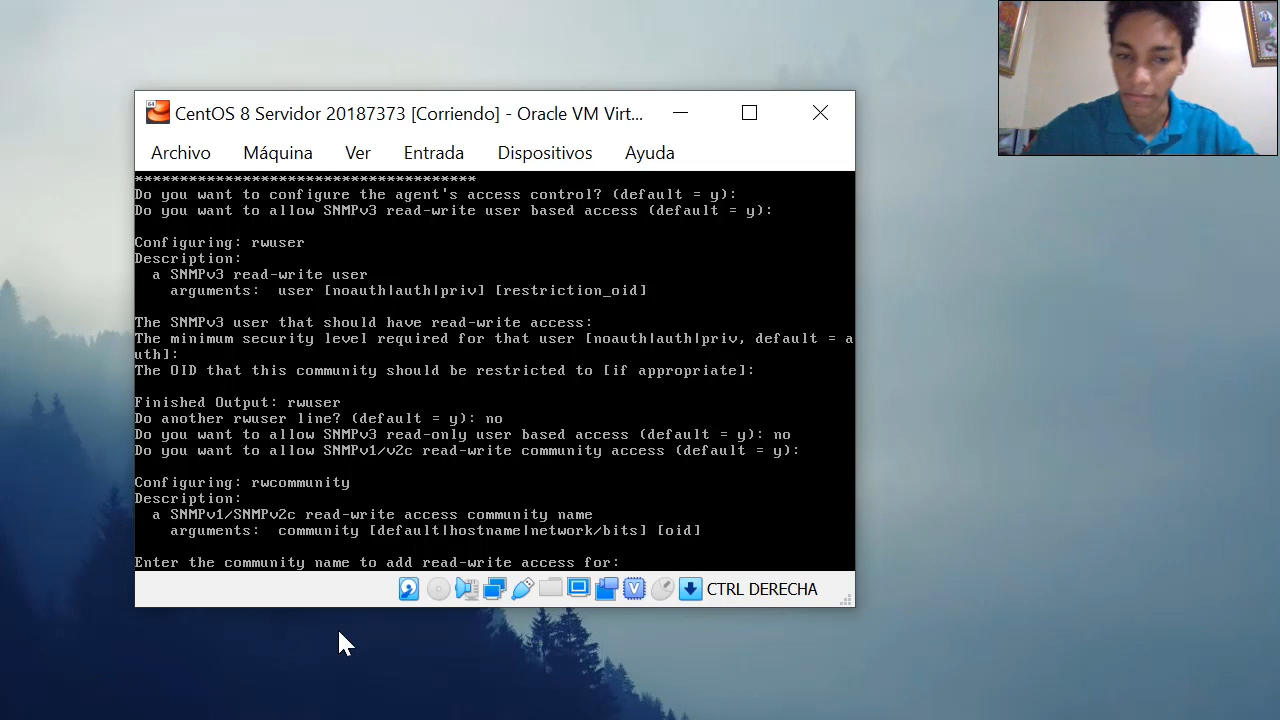 64
CentOS 8 Servidor 20187373 [Corriendo] - Oracle VM Virt...
Archivo Máquina Ver Entrada Dispositivos Ayuda
**************************************
Do you want to configure the agent's access control? (default = y):
Do you want to allow SNMPv3 read-write user based access (default = y):
Configuring: rwuser
Description:
a SNMPv3 read-write user
arguments: user [noauth|auth|priv] [restriction_oid]
The SNMPv3 user that should have read-write access:
The minimum security level required for that user [noauth|auth|priv, default = a
uth]:
The OID that this community should be restricted to [if appropriate]:
Finished Output: rwuser
Do another rwuser line? (default = y): no
Do you want to allow SNMPv3 read-only user based access (default = y): no
Do you want to allow SNMPv1/v2c read-write community access (default = y):
Configuring: rwcommunity
Description:
a SNMPv1/SNMPv2c read-write access community name
arguments: community [default|hostname|network/bits] [oid]
Enter the community name to add read-write access for:
CTRL DERECHA